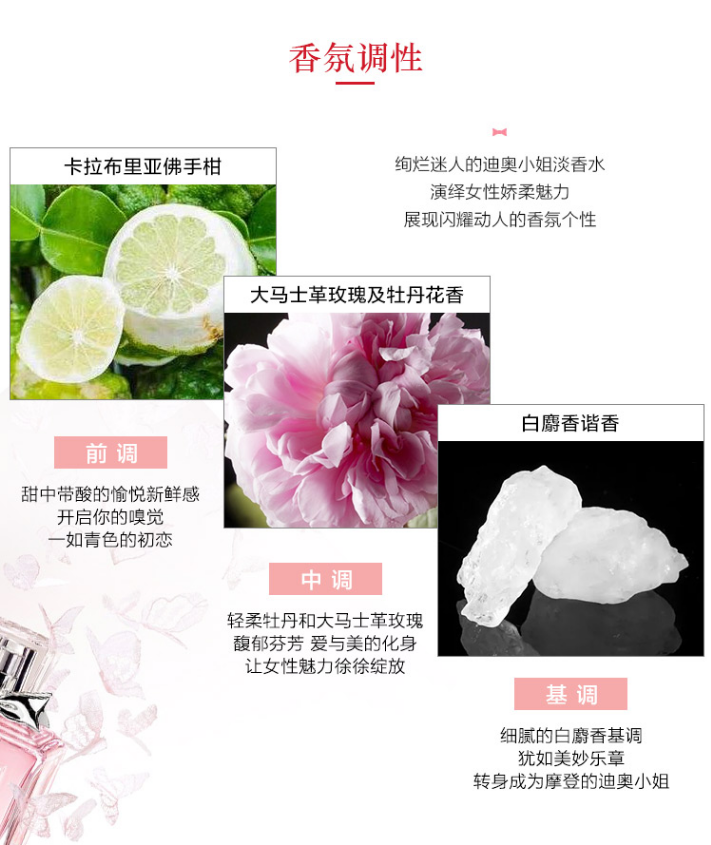 香氛调性
绚烂迷人的迪奥小姐淡香水
演绎女性娇柔魅力
展现闪耀动人的香氛个性
卡拉布里亚佛手柑
前调
甜中带酸的愉悦新鲜感
开启你的嗅觉
一如青色的初恋
大马士革玫瑰及牡丹花香
中调
轻柔牡丹和大马士革玫瑰
馥郁芬芳 爱与美的化身
让女性魅力徐徐绽放
白麝香谐香
基调
细腻的白麝香基调
犹如美妙乐章
转身成为摩登的迪奥小姐